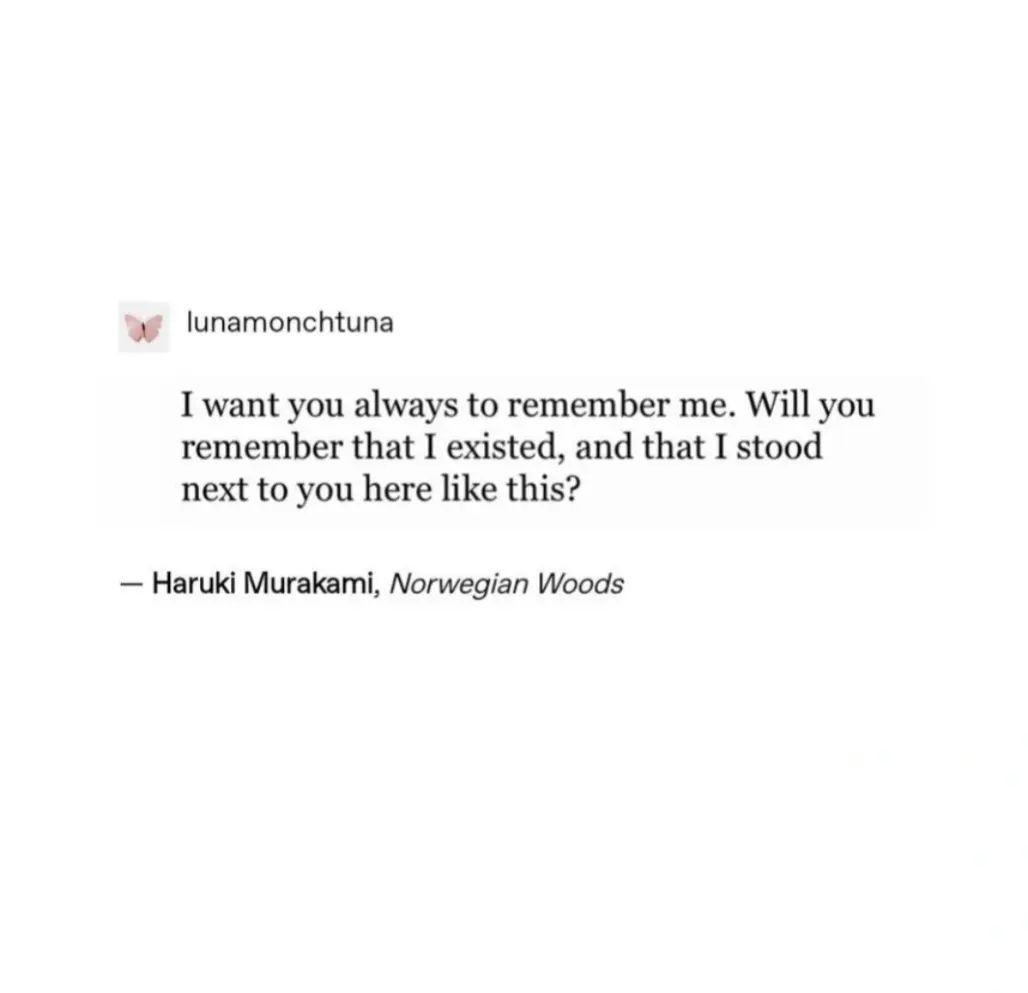 lunamonchtuna
I want you always to remember me. Will you
remember that I existed, and that I stood
next to you here like this?
— Haruki Murakami, Norwegian Woods